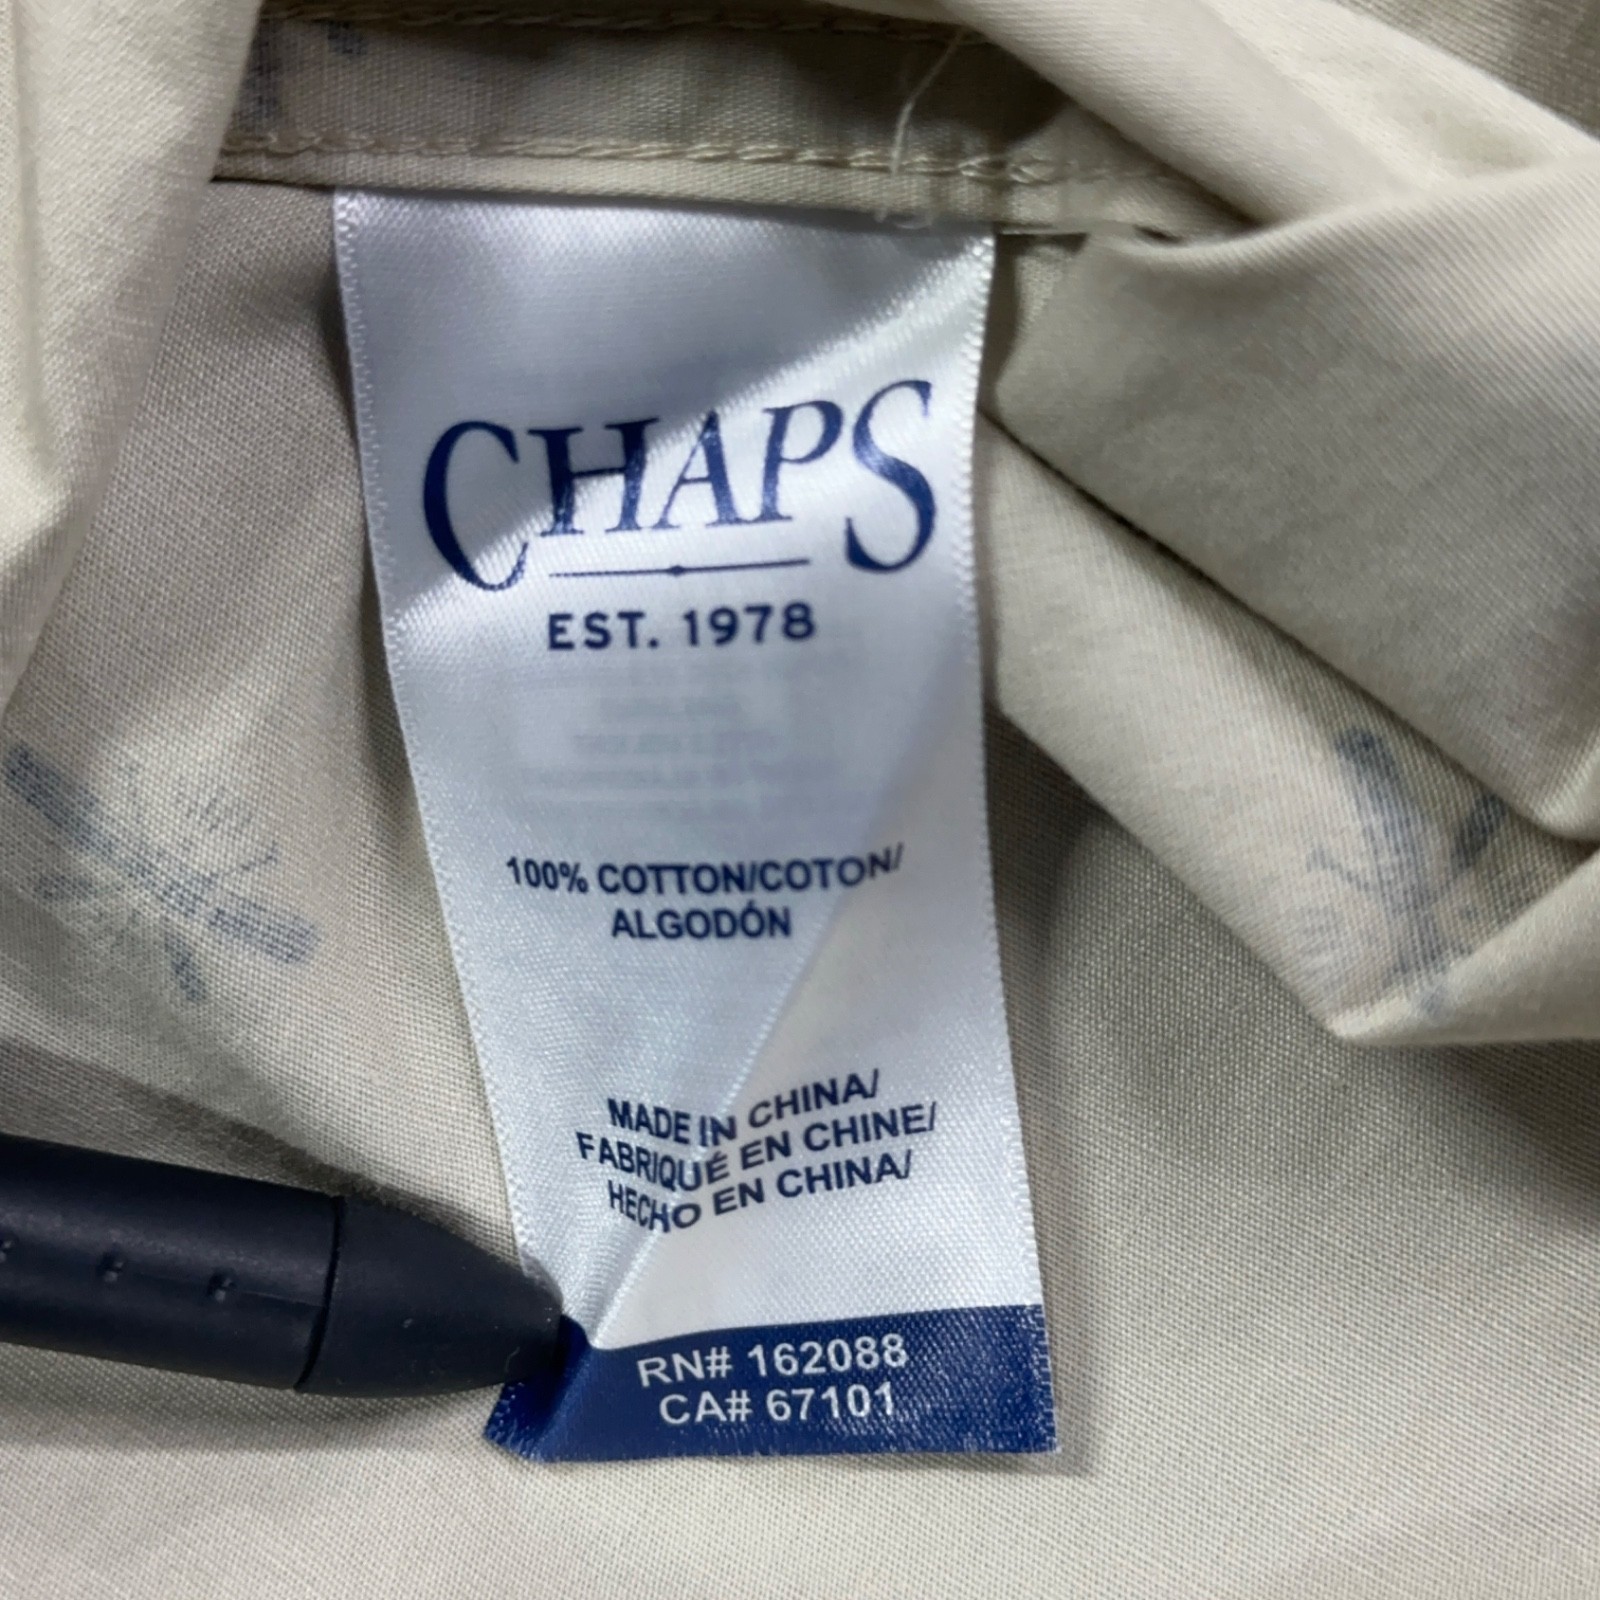 CHAPS
EST. 1978
100% COTTON/COTON/
ALGODÓN
MADE IN CHINA/
FABRIQUÉ EN CHINE/
HECHO EN CHINA/
RN# 162088
CA# 67101